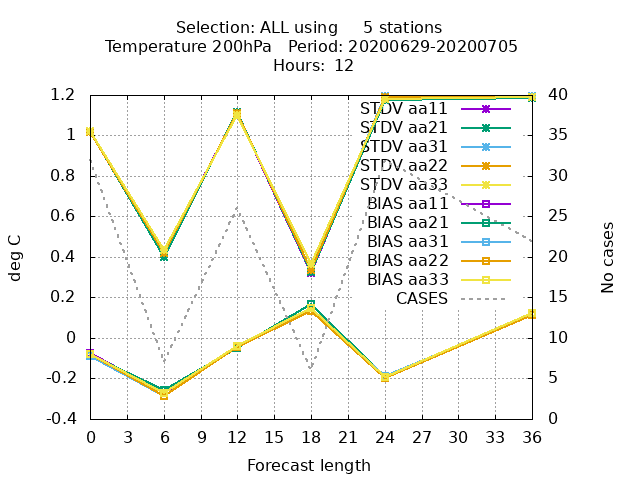 Selection: ALL using     5 stations
Temperature 200hPa   Period: 20200629-20200705
Hours: 12
1.2
1
0.8
0.6
0.4
0.2
0
-0.2
-0.4
40
35
30
25
20
15
10
5
0
deg C
No cases
STDV aa11
STDV aa21
STDV aa31
STDV aa22
STDV aa33
BIAS aa11
BIAS aa21
BIAS aa31
BIAS aa22
BIAS aa33
CASES
0 3 6 9 12 15 18 21 24 27 30 33 36
Forecast length